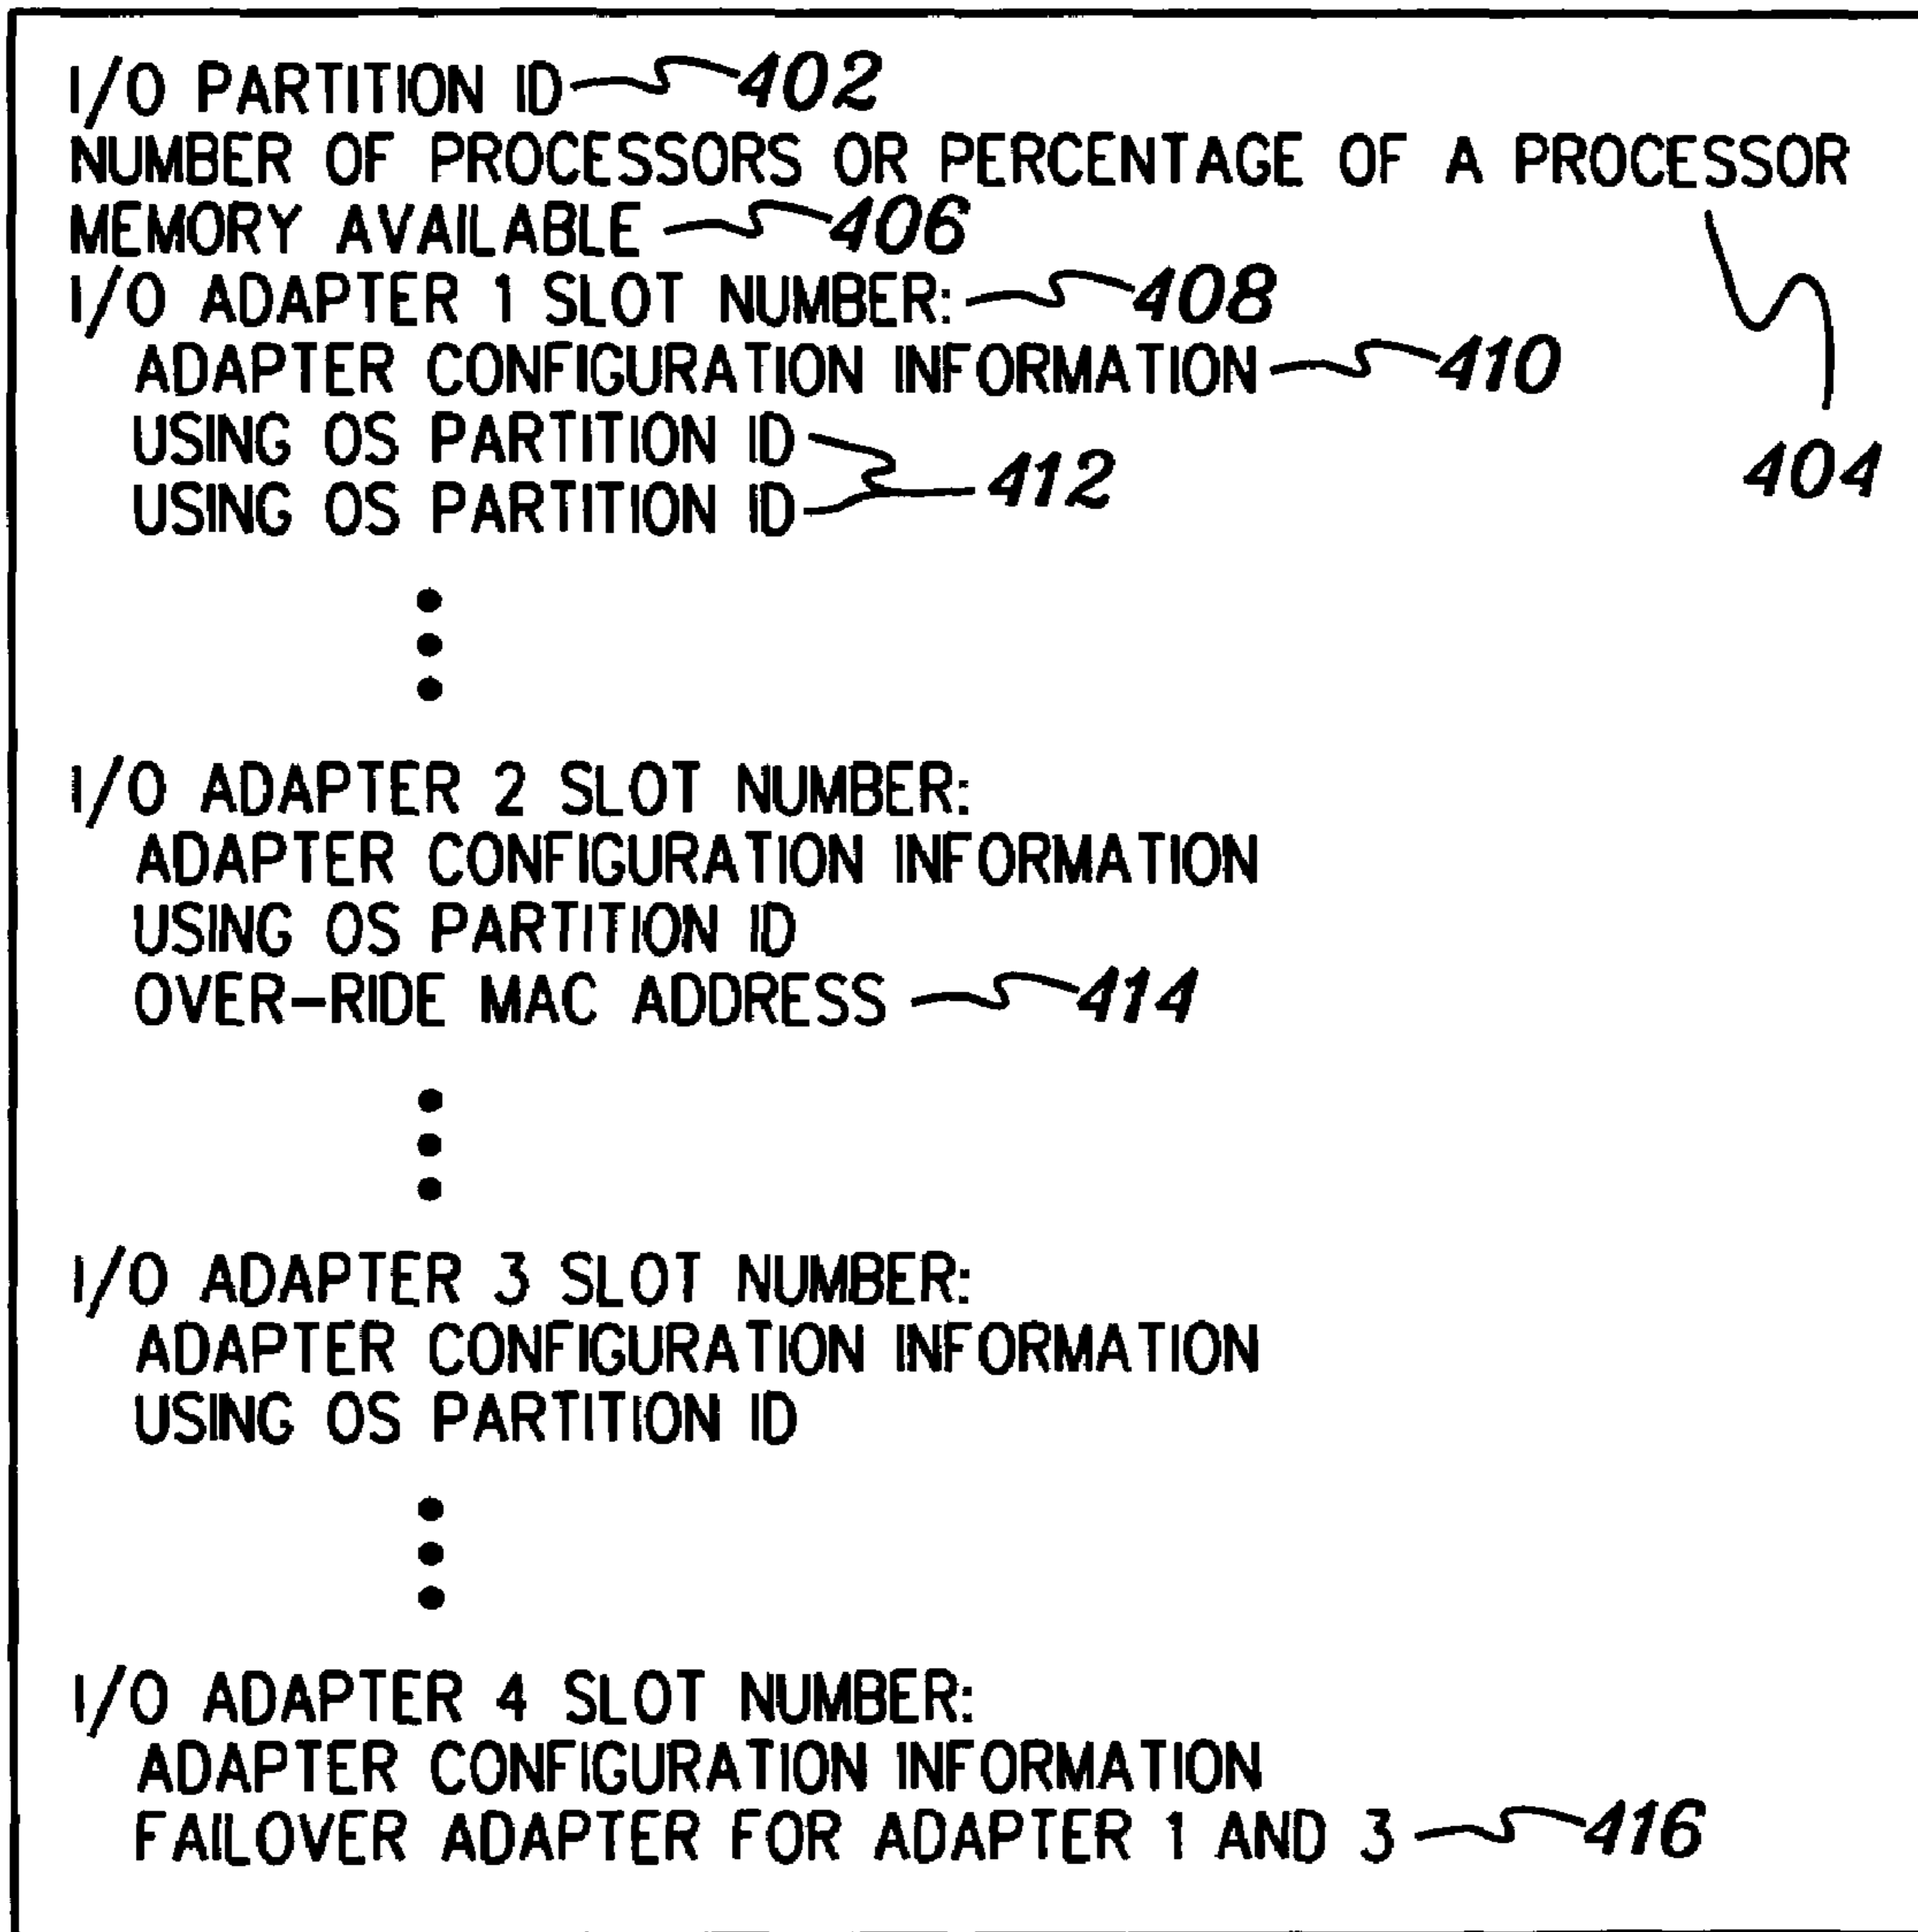 I/O PARTITION ID 402
NUMBER OF PROCESSORS OR PERCENTAGE OF A PROCESSOR
MEMORY AVAILABLE 406
I/O ADAPTER 1 SLOT NUMBER: 408
ADAPTER CONFIGURATION INFORMATION 410
USING OS PARTITION ID
USING OS PARTITION ID 412
404
I/O ADAPTER 2 SLOT NUMBER:
ADAPTER CONFIGURATION INFORMATION
USING OS PARTITION ID
OVER-RIDE MAC ADDRESS 414
I/O ADAPTER 3 SLOT NUMBER:
ADAPTER CONFIGURATION INFORMATION
USING OS PARTITION ID
I/O ADAPTER 4 SLOT NUMBER:
ADAPTER CONFIGURATION INFORMATION
FAILOVER ADAPTER FOR ADAPTER 1 AND 3 416